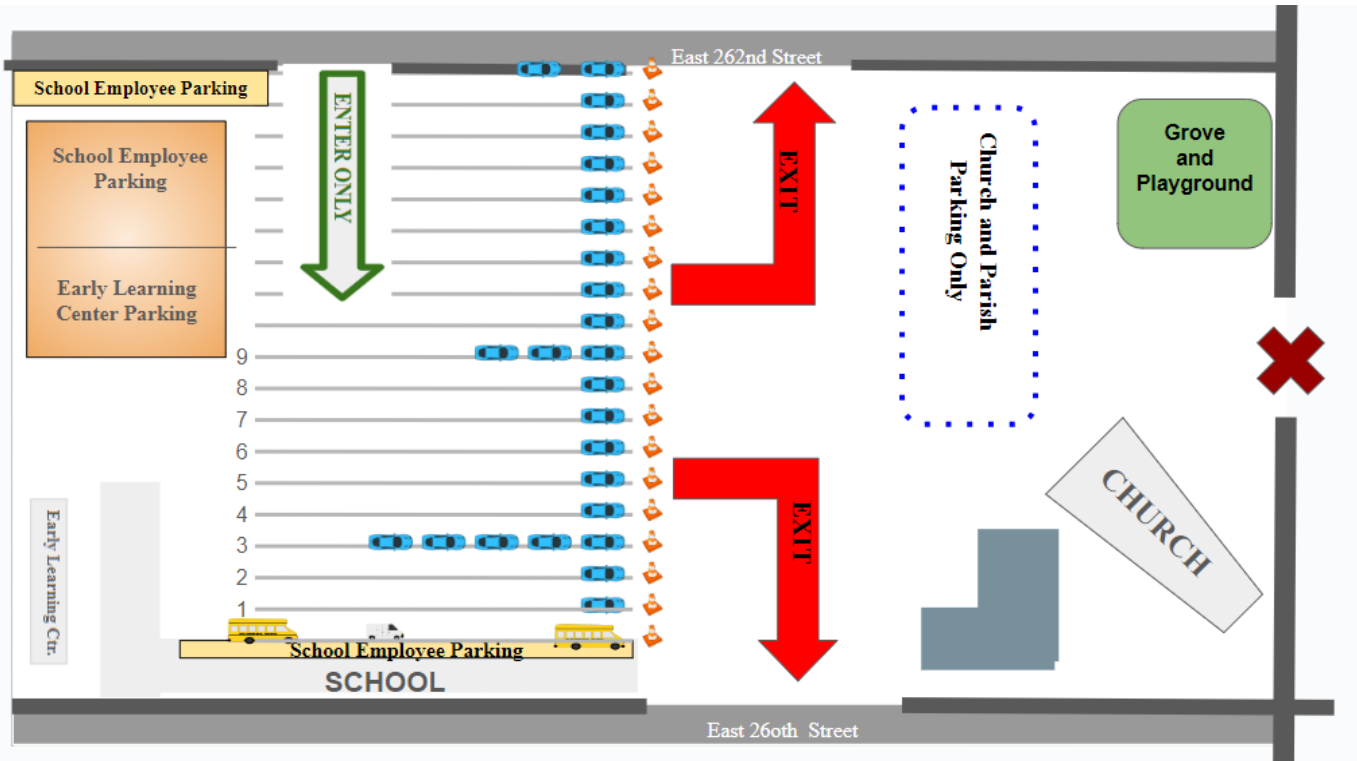 East 262nd Street
School Employee Parking
School Employee
Parking
Early Learning
Center Parking
ENTER ONLY
EXIT
Church and Parish
Parking Only
Grove
and
Playground
9
8
7
6
5
4
3
2
1
EXIT
CHURCH
Early Learning Ctr.
School Employee Parking
SCHOOL
East 26oth Street